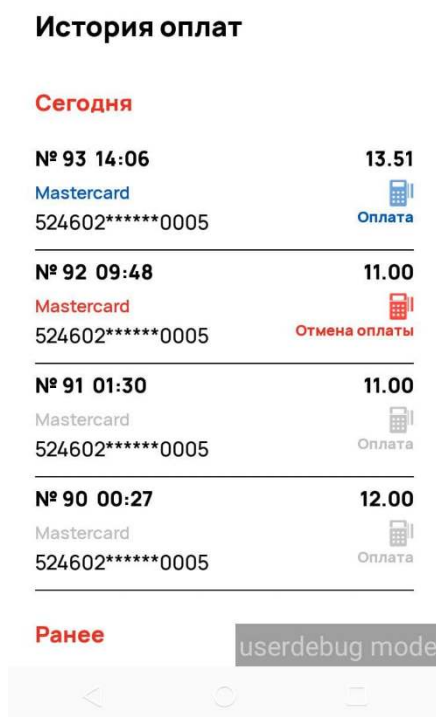 История оплат
Сегодня
№ 93 14:06 13.51
Mastercard
524602******0005 Оплата
№ 92 09:48 11.00
Mastercard
524602******0005 Отмена оплаты
№ 91 01:30 11.00
Mastercard
524602******0005 Оплата
№ 90 00:27 12.00
Mastercard
524602******0005 Оплата
Ранее
userdebug mode